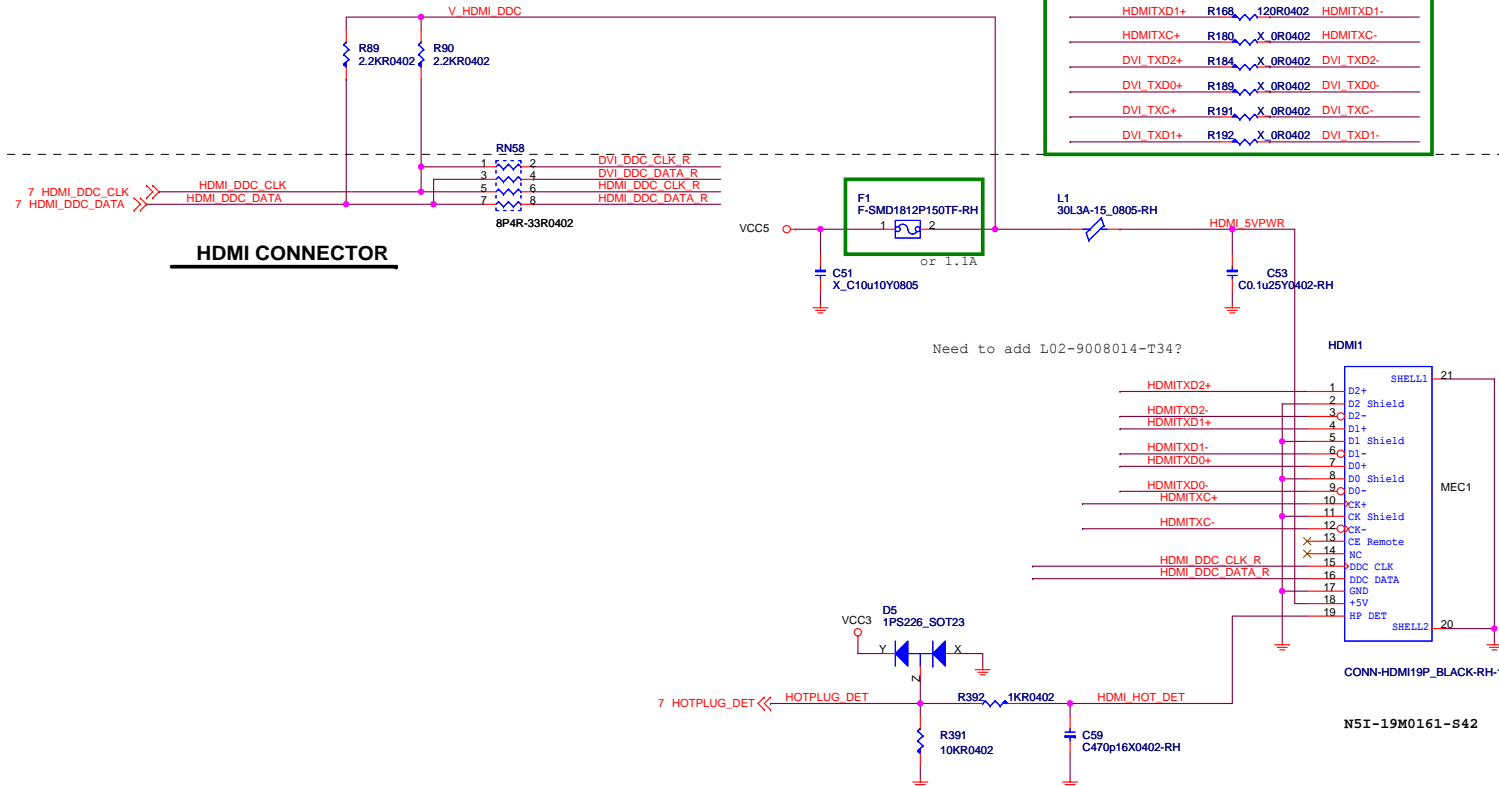 V_HDMI_DDC
HDMITXD1+ R168 120R0402 HDMITXD1-
HDMITXC+ R180 X_0R0402 HDMITXC-
DVI_TXD2+ R184 X_0R0402 DVI_TXD2-
DVI_TXD0+ R189 X_0R0402 DVI_TXD0-
DVI_TXC+ R191 X_0R0402 DVI_TXC-
DVI_TXD1+ R192 X_0R0402 DVI_TXD1-
R89
2.2KR0402
R90
2.2KR0402
RN58
1 2 DVI_DDC_CLK_R
3 4 DVI_DDC_DATA_R
7 HDMI_DDC_CLK HDMI_DDC_CLK 5 6 HDMI_DDC_CLK_R
7 HDMI_DDC_DATA HDMI_DDC_DATA 7 8 HDMI_DDC_DATA_R
8P4R-33R0402
HDMI CONNECTOR
F1
F-SMD1812P150TF-RH
L1
30L3A-15_0805-RH
VCC5 1 2 HDMI_5VPWR
or 1.1A
C51
X_C10u10Y0805
C53
C0.1u25Y0402-RH
Need to add L02-9008014-T34?
HDMI1
SHELL1 21
HDMITXD2+ 1 D2+
2 D2 Shield
HDMITXD2- 3 D2-
HDMITXD1+ 4 D1+
5 D1 Shield
HDMITXD1- 6 D1-
HDMITXD0+ 7 D0+
8 D0 Shield
MEC1
HDMITXD0- 9 D0-
HDMITXC+ 10 CK+
11 CK Shield
HDMITXC- 12 CK-
13 CE Remote
14 NC
HDMI_DDC_CLK_R 15 DDC CLK
HDMI_DDC_DATA_R 16 DDC DATA
17 GND
18 +5V
19 HP DET
SHELL2 20
CONN-HDMI19P_BLACK-RH-
N5I-19M0161-S42
D5
1PS226_SOT23
VCC3
Y X
Z
7 HOTPLUG_DET HOTPLUG_DET R392 1KR0402 HDMI_HOT_DET
R391
10KR0402
C59
C470p16X0402-RH